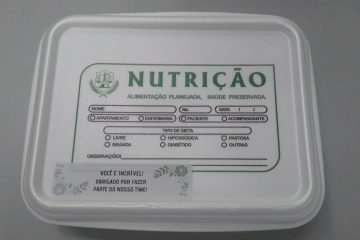 NUTRIÇÃO
ALIMENTAÇÃO PLANEJADA, SAÚDE PRESERVADA.
NOME No. DATA / /
APARTAMENTO ENFERMARIA PACIENTE ACOMPANHANTE
TIPO DE DIETA
LIVRE HIPOSSÓDICA PASTOSA
BRANDA DIABÉTICO OUTRAS
OBSERVAÇÕES
VOCÊ É INCRÍVEL!
OBRIGADO POR FAZER
PARTE DO NOSSO TIME!